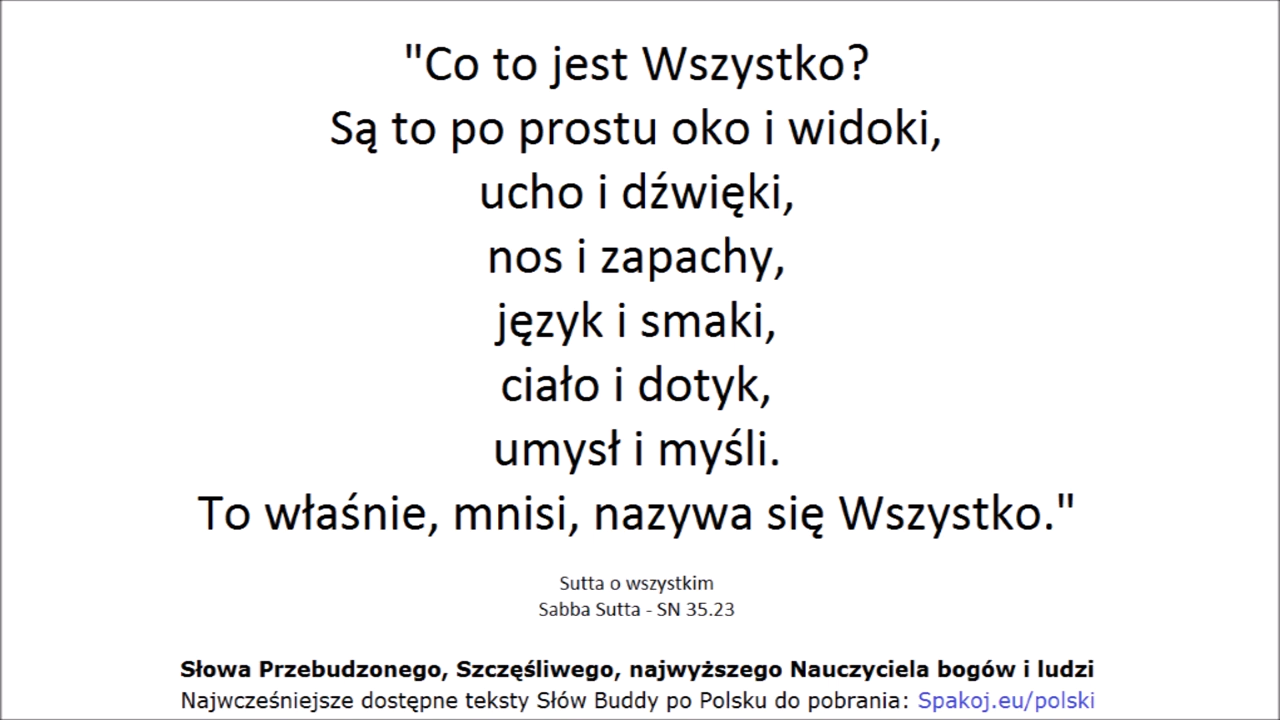 "Co to jest Wszystko?
Są to po prostu oko i widoki,
ucho i dźwięki,
nos i zapachy,
język i smaki,
ciało i dotyk,
umysł i myśli.
To właśnie, mnisi, nazywa się Wszystko."
Sutta o wszystkim
Sabba Sutta - SN 35.23
Słowa Przebudzonego, Szczęśliwego, najwyższego Nauczyciela bogów i ludzi
Najwcześniejsze dostępne teksty Słów Buddy po Polsku do pobrania: Spakoj.eu/polski